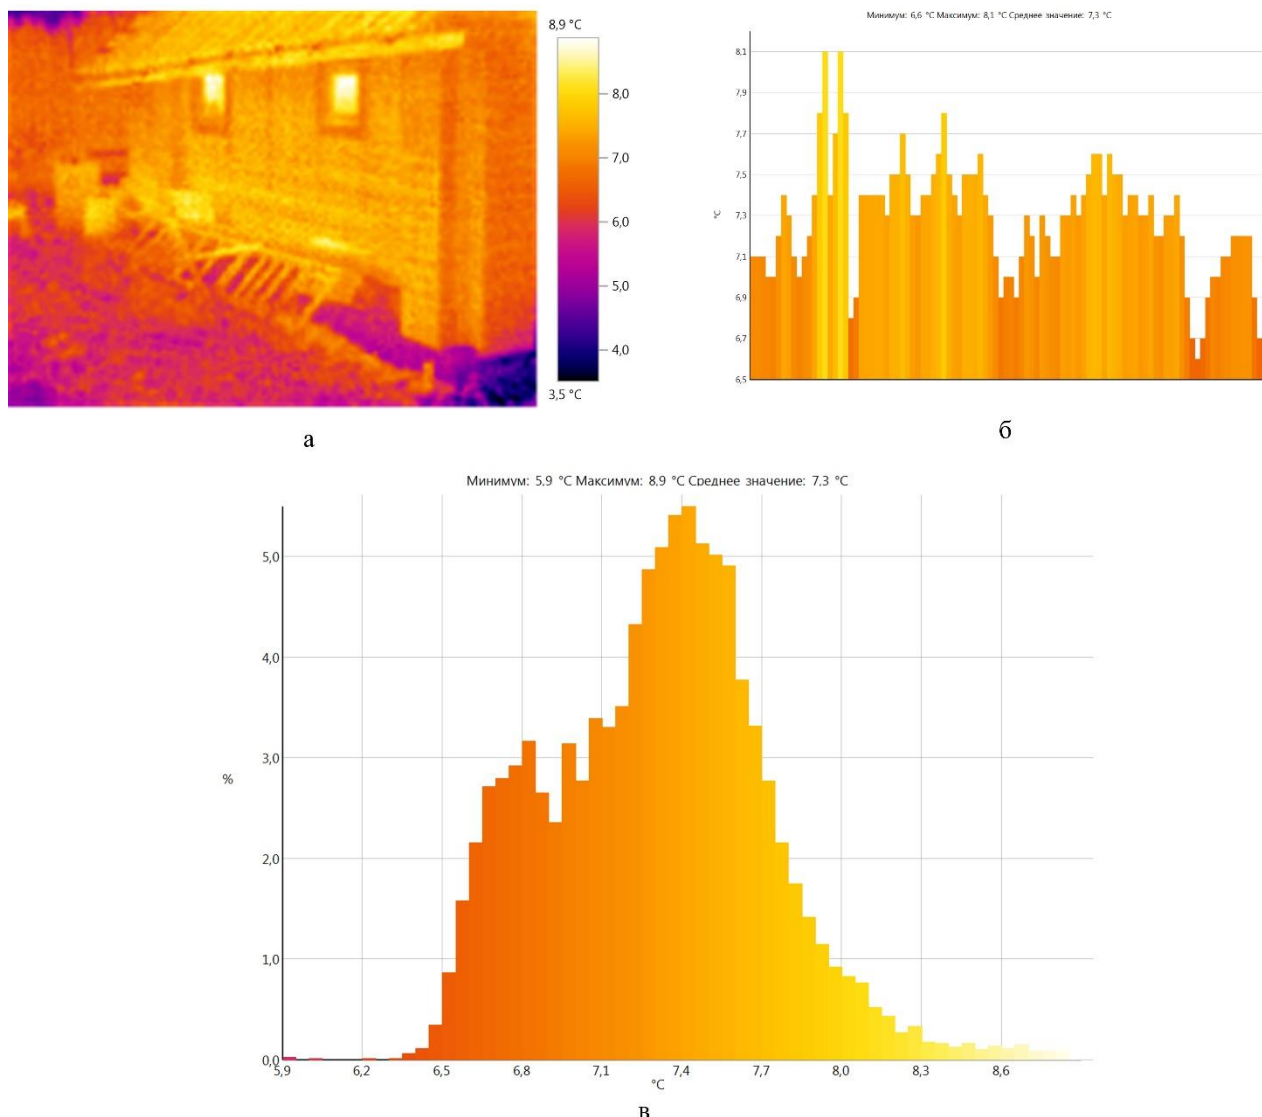 8,9 °C
8,0
7,0
6,0
5,0
4,0
3,5 °C
а
Минимум: 6,6 °C Максимум: 8,1 °C Среднее значение: 7,3 °C
8,1
7,9
7,7
7,5
7,3
°C
7,1
6,9
6,7
6,5
б
Минимум: 5,9 °C Максимум: 8,9 °C Среднее значение: 7,3 °C
5,0
4,0
3,0
%
2,0
1,0
0,0
5,9 6,2 6,5 6,8 7,1 7,4 7,7 8,0 8,3 8,6
°C
в